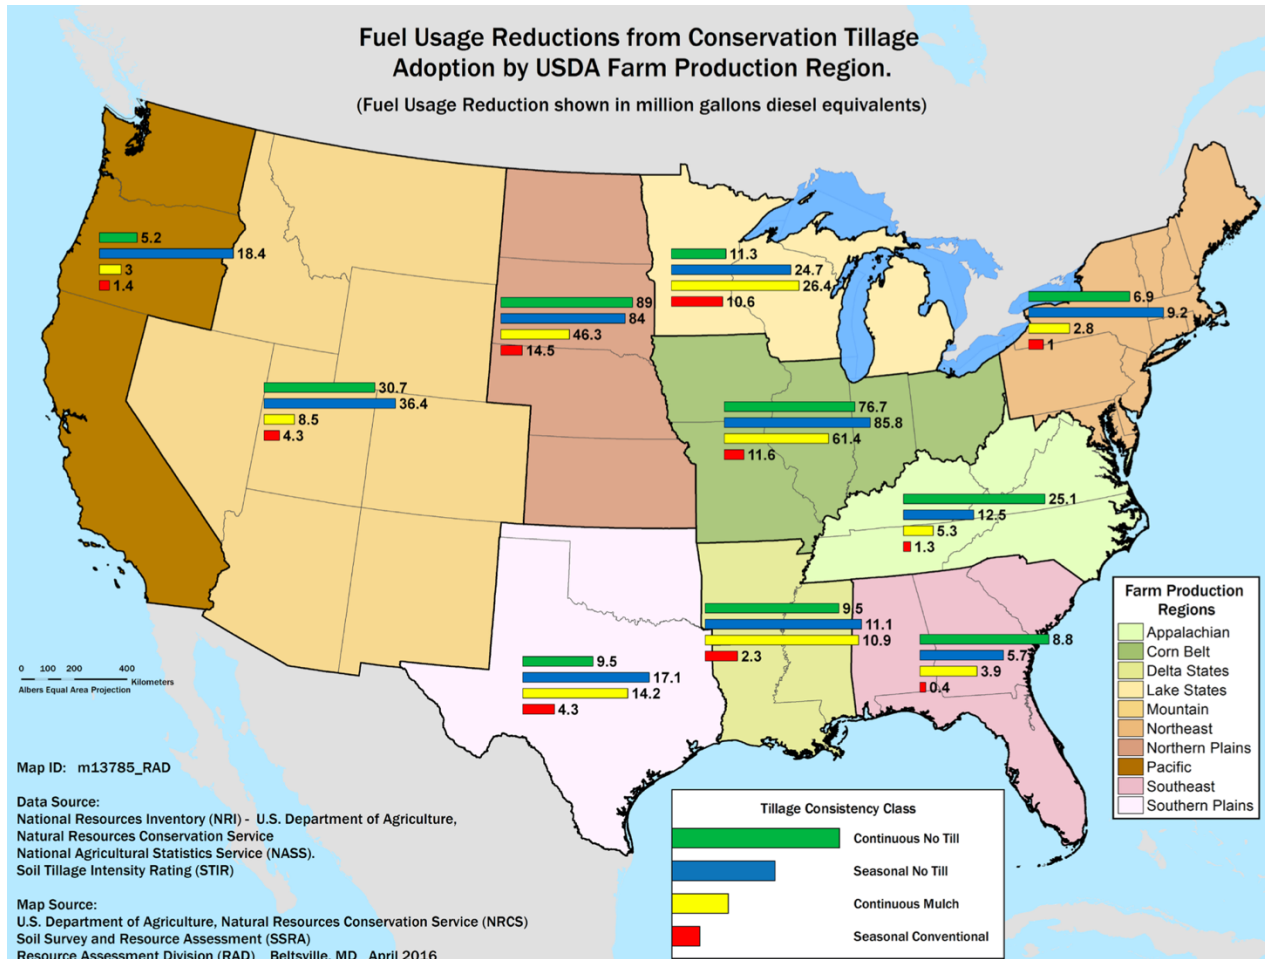 Fuel Usage Reductions from Conservation Tillage
Adoption by USDA Farm Production Region.
(Fuel Usage Reduction shown in million gallons diesel equivalents)
5.2
18.4
3
1.4
11.3
24.7
26.4
10.6
89
84
46.3
14.5
6.9
9.2
2.8
1
30.7
36.4
8.5
4.3
76.7
85.8
61.4
11.6
25.1
12.5
5.3
1.3
9.5
11.1
10.9
2.3
8.8
5.7
3.9
0.4
9.5
17.1
14.2
4.3
0 100 200 400
Kilometers
Albers Equal Area Projection
Farm Production
Regions
Appalachian
Corn Belt
Delta States
Lake States
Mountain
Northeast
Northern Plains
Pacific
Southeast
Southern Plains
Map ID: m13785_RAD
Data Source:
National Resources Inventory (NRI) - U.S. Department of Agriculture,
Natural Resources Conservation Service
National Agricultural Statistics Service (NASS).
Soil Tillage Intensity Rating (STIR)
Map Source:
U.S. Department of Agriculture, Natural Resources Conservation Service (NRCS)
Soil Survey and Resource Assessment (SSRA)
Resource Assessment Division (RAD) Beltsville, MD April 2016
Tillage Consistency Class
Continuous No Till
Seasonal No Till
Continuous Mulch
Seasonal Conventional